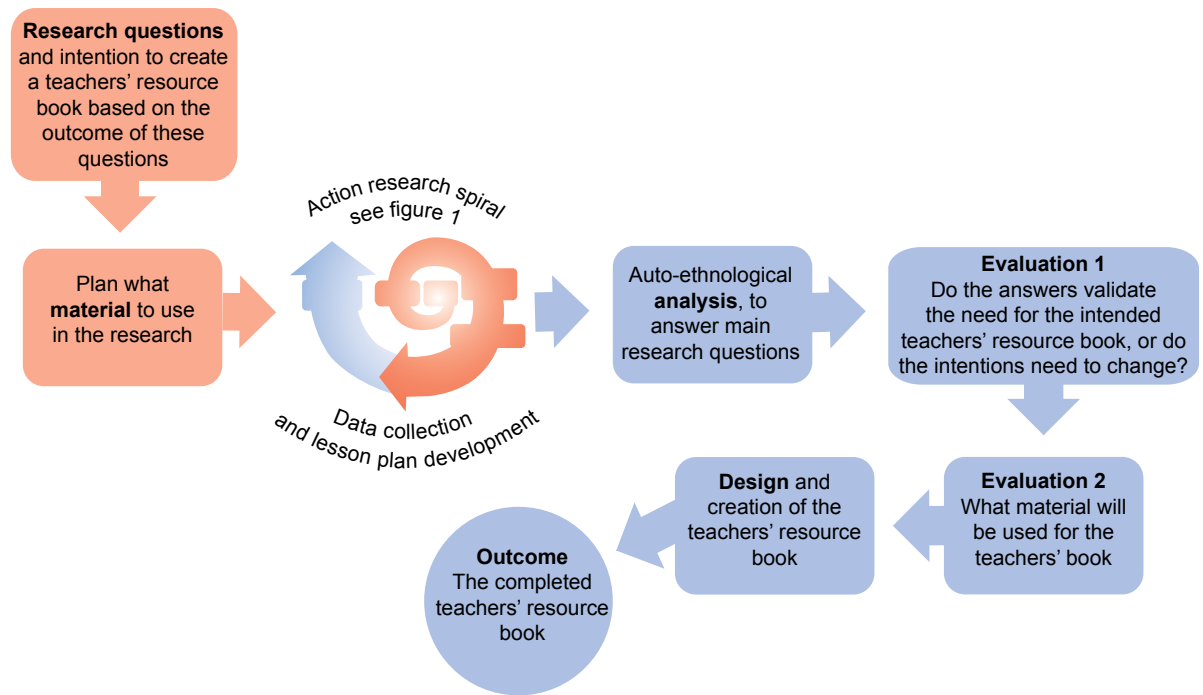 Research questions
and intention to create
a teachers’ resource
book based on the
outcome of these
questions
Plan what
material to use
in the research
Action research spiral
see figure 1
Data collection
and lesson plan development
Auto-ethnological
analysis, to
answer main
research questions
Evaluation 1
Do the answers validate
the need for the intended
teachers’ resource book, or do
the intentions need to change?
Evaluation 2
What material will
be used for the
teachers’ book
Design and
creation of the
teachers’ resource
book
Outcome
The completed
teachers’ resource
book